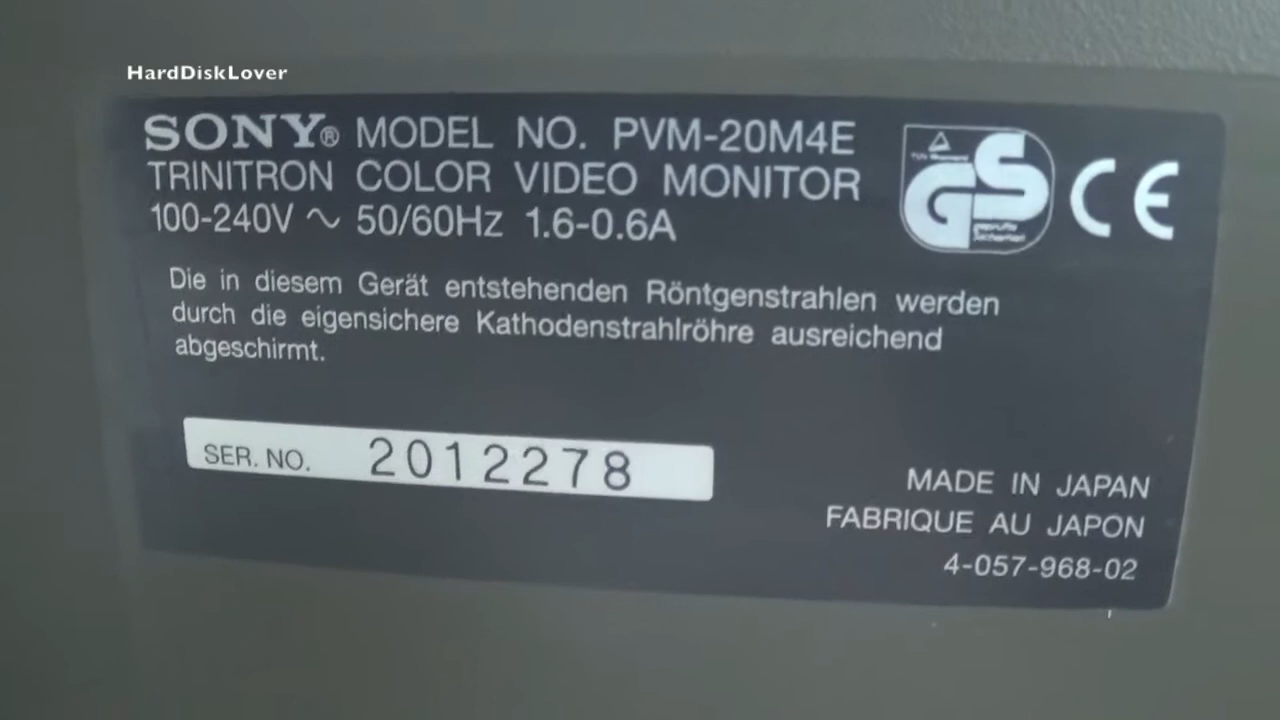 HardDiskLover
SONY® MODEL NO. PVM-20M4E
TRINITRON COLOR VIDEO MONITOR
100-240V ~ 50/60Hz 1.6-0.6A
GS
geprüfte
Sicherheit
CE
Die in diesem Gerät entstehenden Röntgenstrahlen werden
durch die eigensichere Kathodenstrahlröhre ausreichend
abgeschirmt.
SER. NO. 2012278
MADE IN JAPAN
FABRIQUE AU JAPON
4-057-968-02